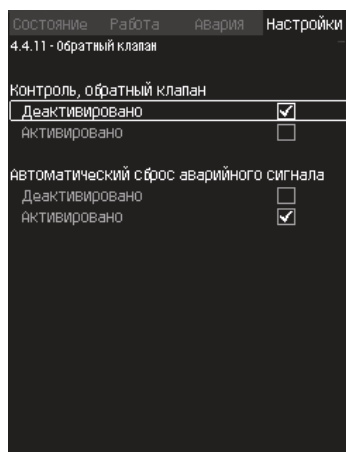 Состояние Работа Авария Настройки
4.4.11 - Обратный клапан
Контроль, обратный клапан
Деактивировано
Активировано
Автоматический сброс аварийного сигнала
Деактивировано
Активировано